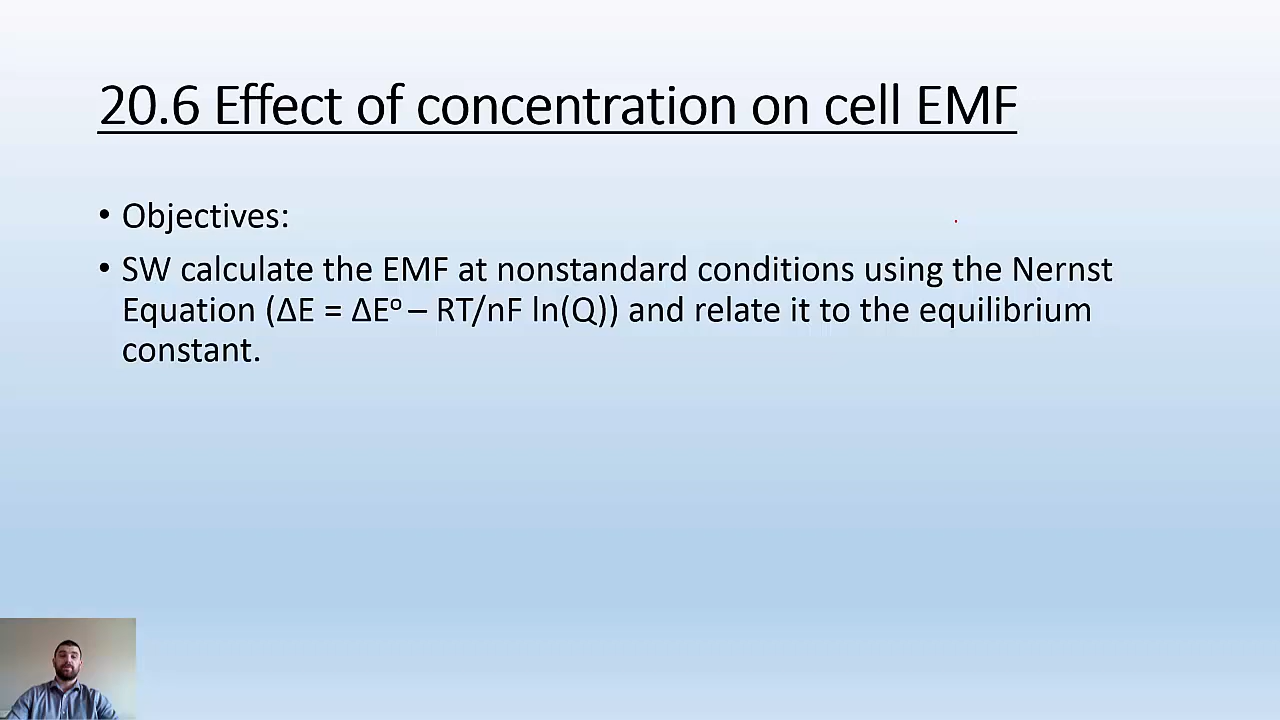 20.6 Effect of concentration on cell EMF
• Objectives:
• SW calculate the EMF at nonstandard conditions using the Nernst
Equation (ΔE = ΔEº – RT/nF ln(Q)) and relate it to the equilibrium
constant.